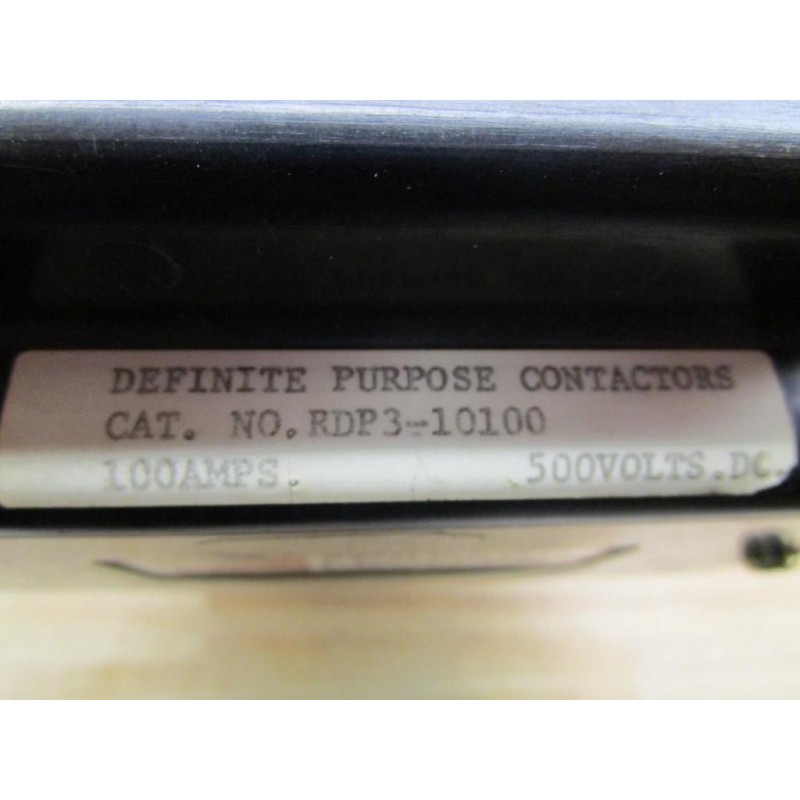 DEFINITE PURPOSE CONTACTORS
CAT. NO.RDP3-10100
100AMPS. 500VOLTS.DC.